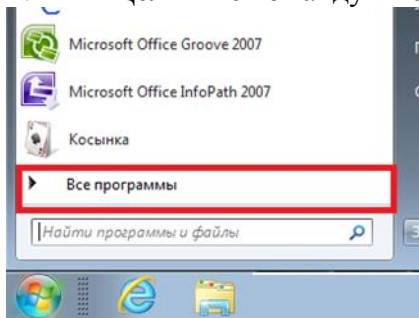 Microsoft Office Groove 2007
Microsoft Office InfoPath 2007
Косынка
Все программы
Найти программы и файлы